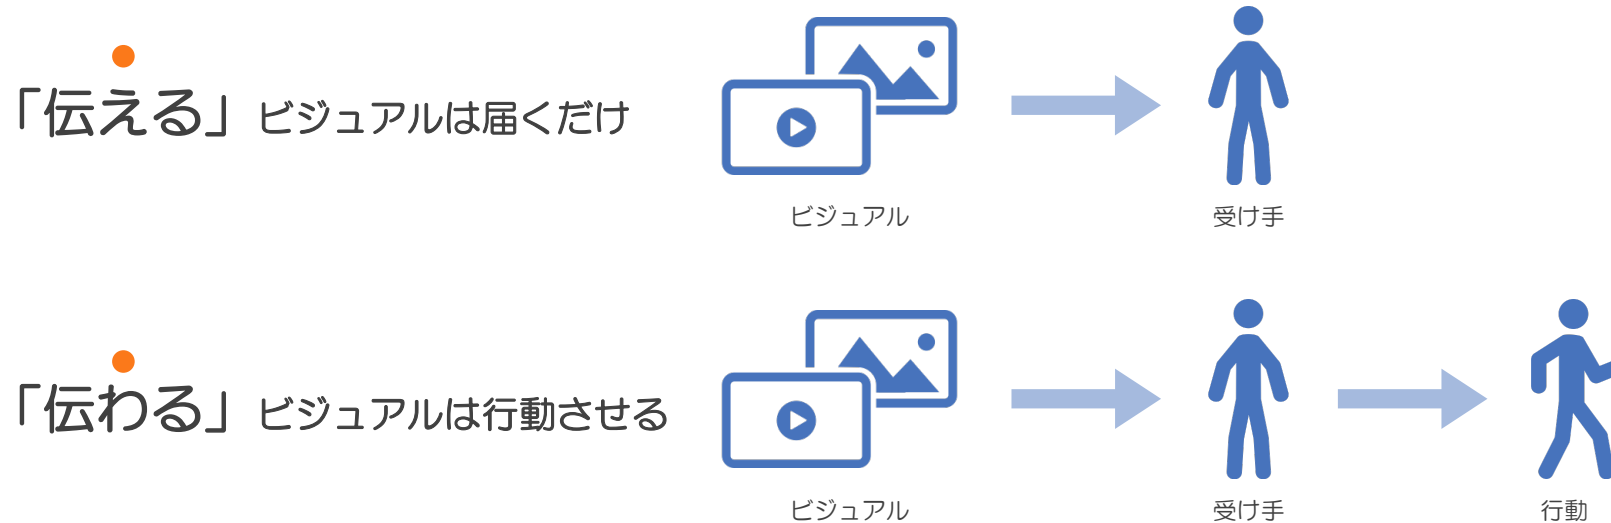 「伝える」ビジュアルは届くだけ
ビジュアル
受け手
「伝わる」ビジュアルは行動させる
ビジュアル
受け手
行動